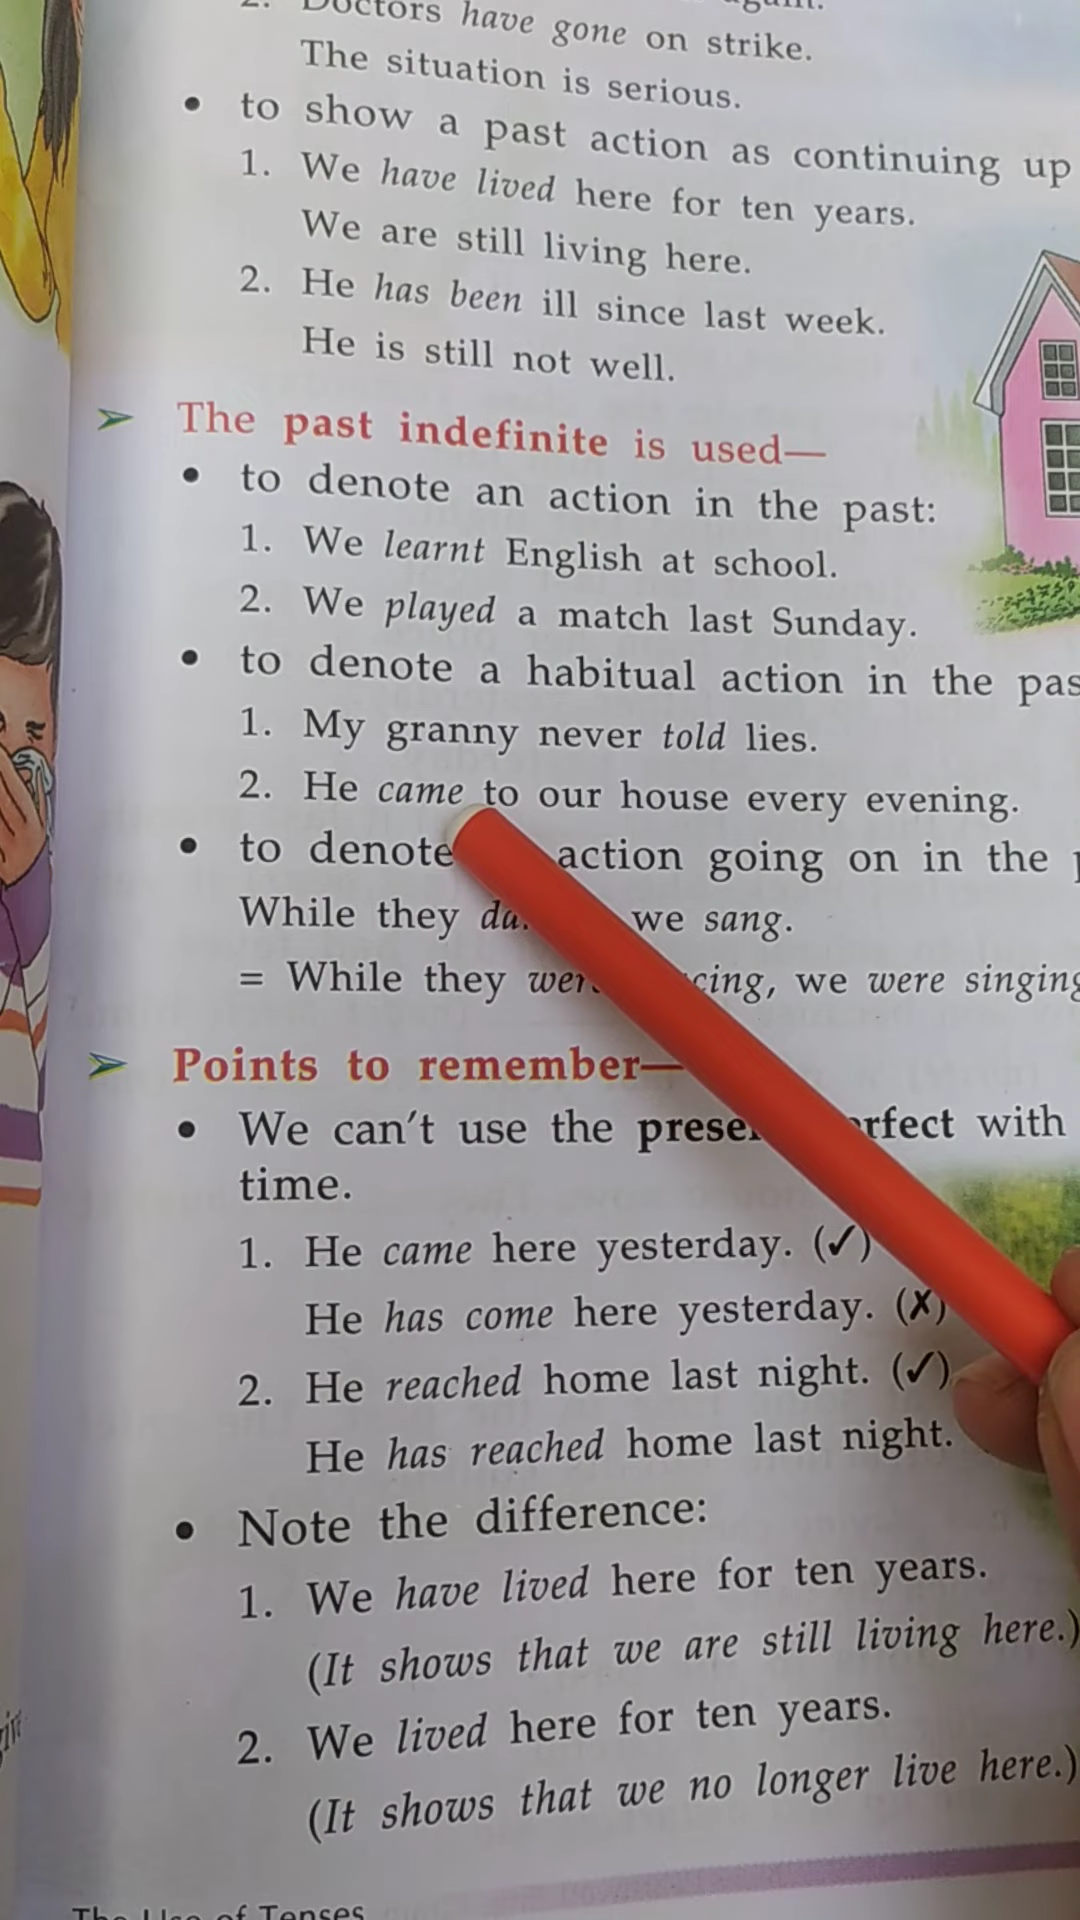 2. Doctors have gone on strike.
The situation is serious.
• to show a past action as continuing up
1. We have lived here for ten years.
We are still living here.
2. He has been ill since last week.
He is still not well.
➢ The past indefinite is used—
• to denote an action in the past:
1. We learnt English at school.
2. We played a match last Sunday.
• to denote a habitual action in the
1. My granny never told lies.
2. He came to our house every evening.
• to denote action going on in the
While they we sang.
= While they we were singing
➢ Points to remember—
• We can't use the with
time.
1. He came here yesterday. (✓)
He has come here yesterday. (✗)
2. He reached home last night. (✓)
He has reached home last night.
• Note the difference:
1. We have lived here for ten years.
(It shows that we are still living here.)
2. We lived here for ten years.
(It shows that we no longer live here.)
The Use of Tenses